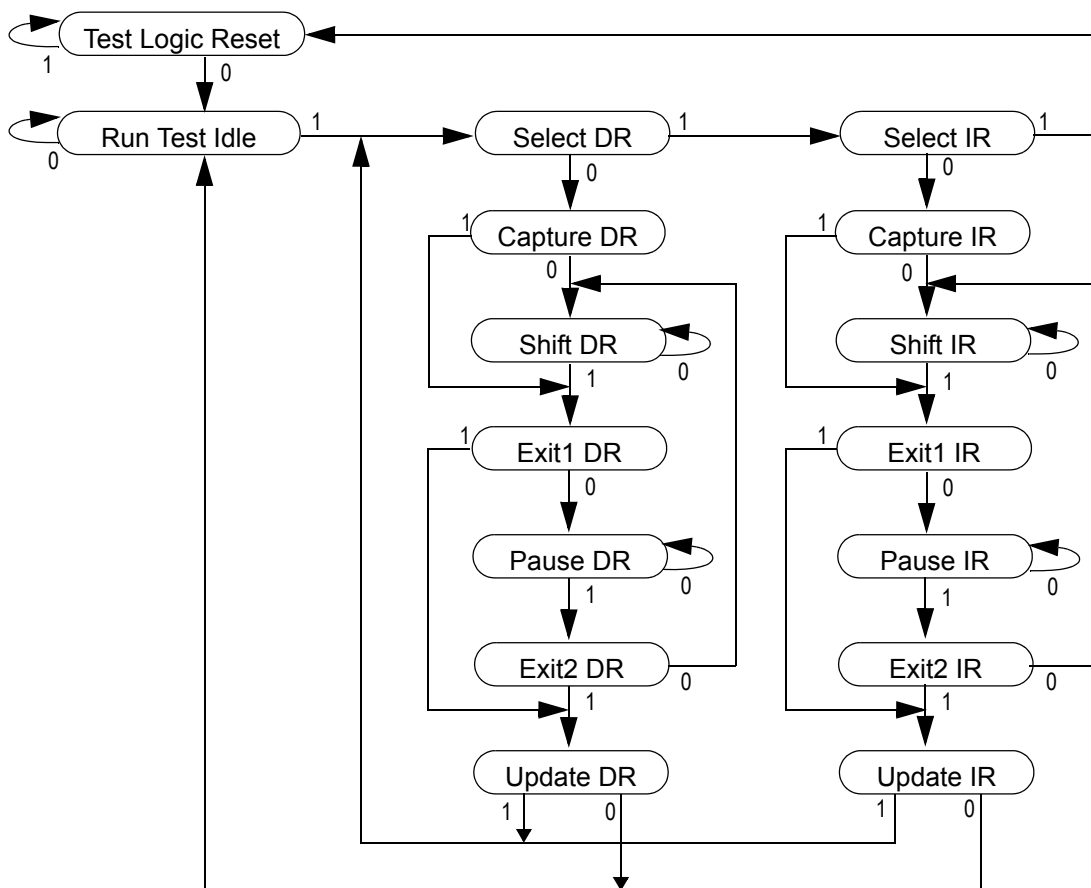 Test Logic Reset
1
0
Run Test Idle
1
Select DR
1
Select IR
1
0
0
0
1
Capture DR
1
Capture IR
0
0
Shift DR
Shift IR
0
0
1
1
1
Exit1 DR
1
Exit1 IR
0
0
Pause DR
Pause IR
0
0
1
1
Exit2 DR
Exit2 IR
0
0
1
1
Update DR
Update IR
1
0
1
0